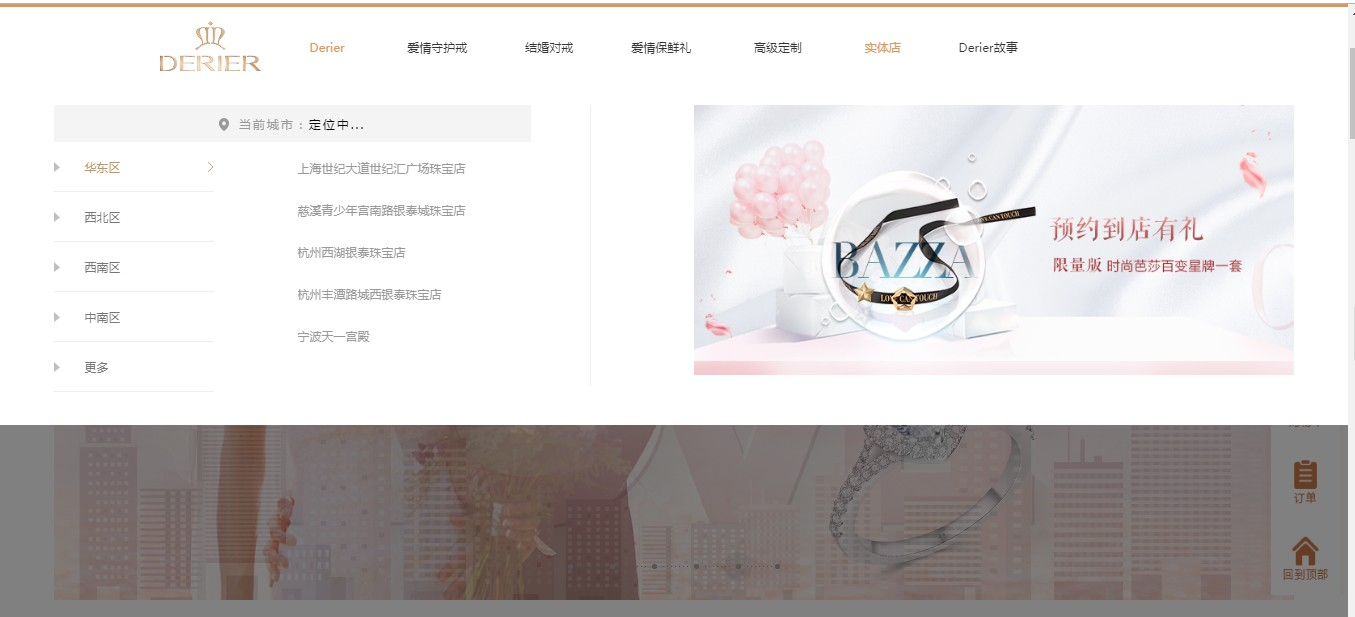 DERIER
Derier
爱情守护戒
结婚对戒
爱情保鲜礼
高级定制
实体店
Derier故事
当前城市：定位中...
华东区
西北区
西南区
中南区
更多
上海世纪大道世纪汇广场珠宝店
慈溪青少年宫南路银泰城珠宝店
杭州西湖银泰珠宝店
杭州丰潭路城西银泰珠宝店
宁波天一宫殿
BAZZA
LOVE CAN TOUCH
LOVE CAN TOUCH
预约到店有礼
限量版 时尚芭莎百变星牌一套
订单
回到顶部